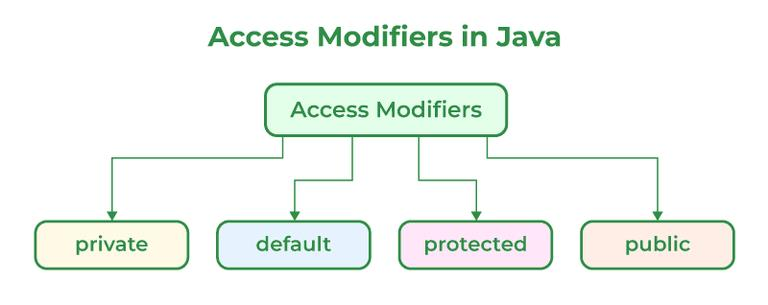 Access Modifiers in Java
Access Modifiers
private
default
protected
public